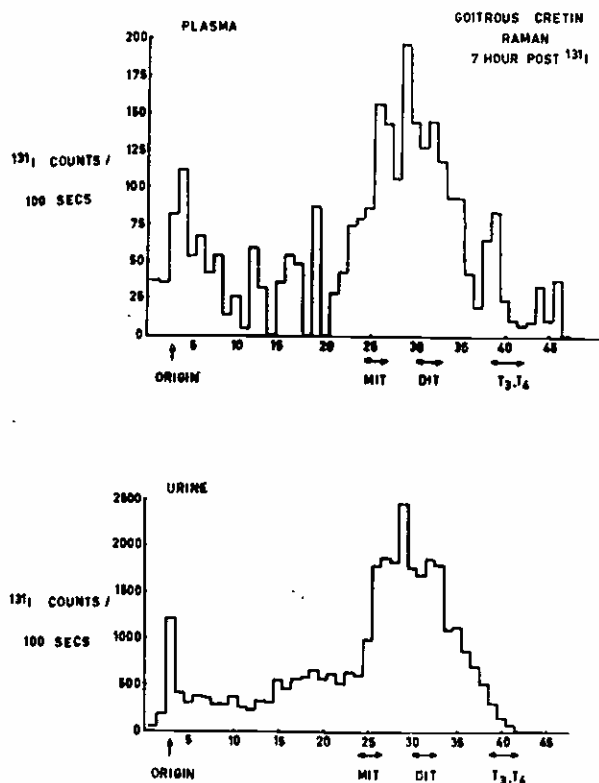 PLASMA
GOITROUS CRETIN
RAMAN
7 HOUR POST ¹³¹I
200
175
150
125
100
75
50
25
0
¹³¹I COUNTS /
100 SECS
5 10 15 20 25 30 35 40 45
ORIGIN MIT DIT T₃.T₄
URINE
2500
2000
1500
1000
500
0
¹³¹I COUNTS /
100 SECS
5 10 15 20 25 30 35 40 45
ORIGIN MIT DIT T₃.T₄